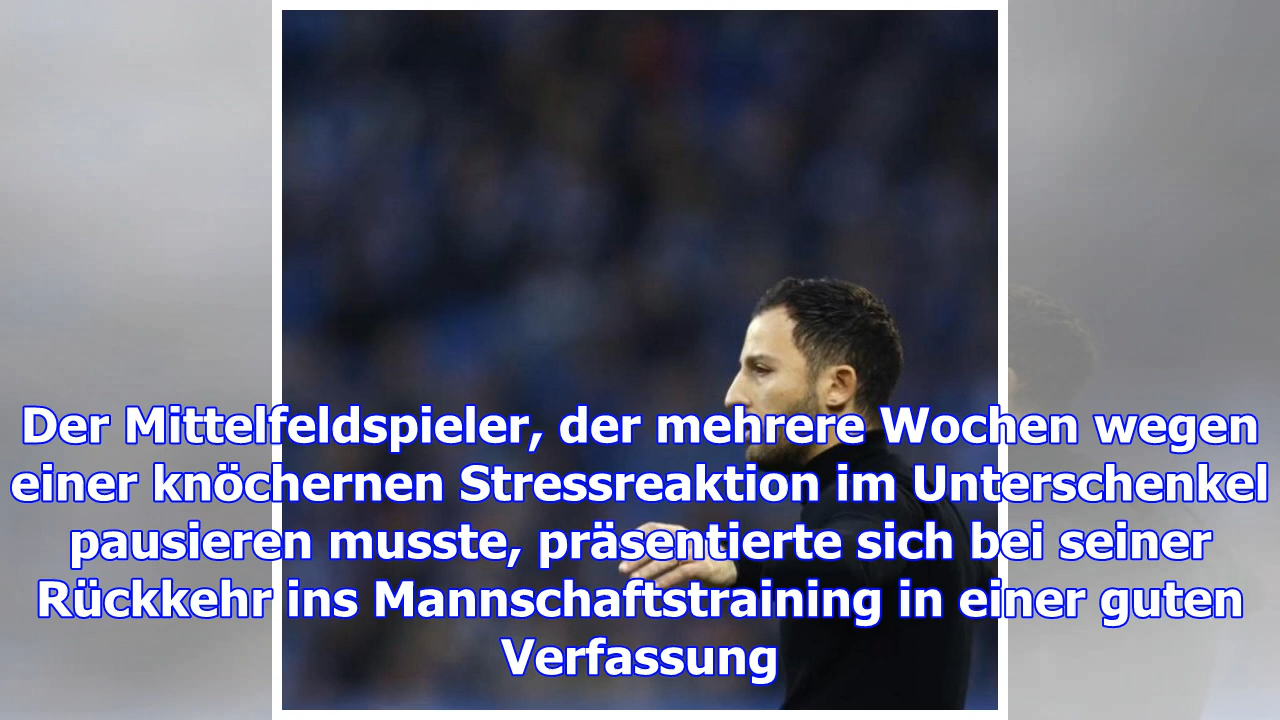 Der Mittelfeldspieler, der mehrere Wochen wegen
einer knöchernen Stressreaktion im Unterschenkel
pausieren musste, präsentierte sich bei seiner
Rückkehr ins Mannschaftstraining in einer guten
Verfassung